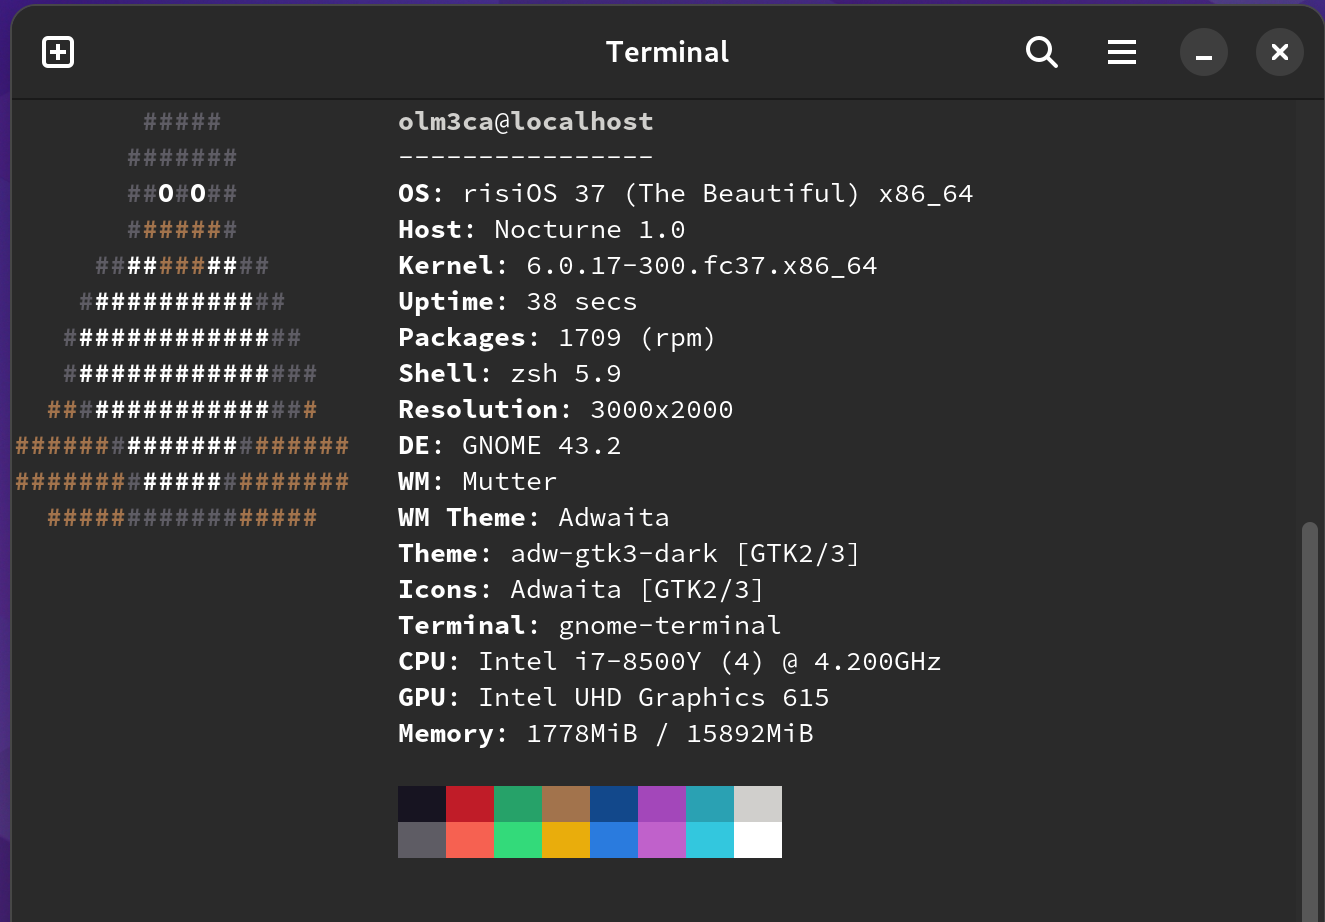 Terminal
#####
#######
##O#O##
#######
###########
#############
###############
################
#################
#####################
#####################
#################
olm3ca@localhost
----------------
OS: risiOS 37 (The Beautiful) x86_64
Host: Nocturne 1.0
Kernel: 6.0.17-300.fc37.x86_64
Uptime: 38 secs
Packages: 1709 (rpm)
Shell: zsh 5.9
Resolution: 3000x2000
DE: GNOME 43.2
WM: Mutter
WM Theme: Adwaita
Theme: adw-gtk3-dark [GTK2/3]
Icons: Adwaita [GTK2/3]
Terminal: gnome-terminal
CPU: Intel i7-8500Y (4) @ 4.200GHz
GPU: Intel UHD Graphics 615
Memory: 1778MiB / 15892MiB